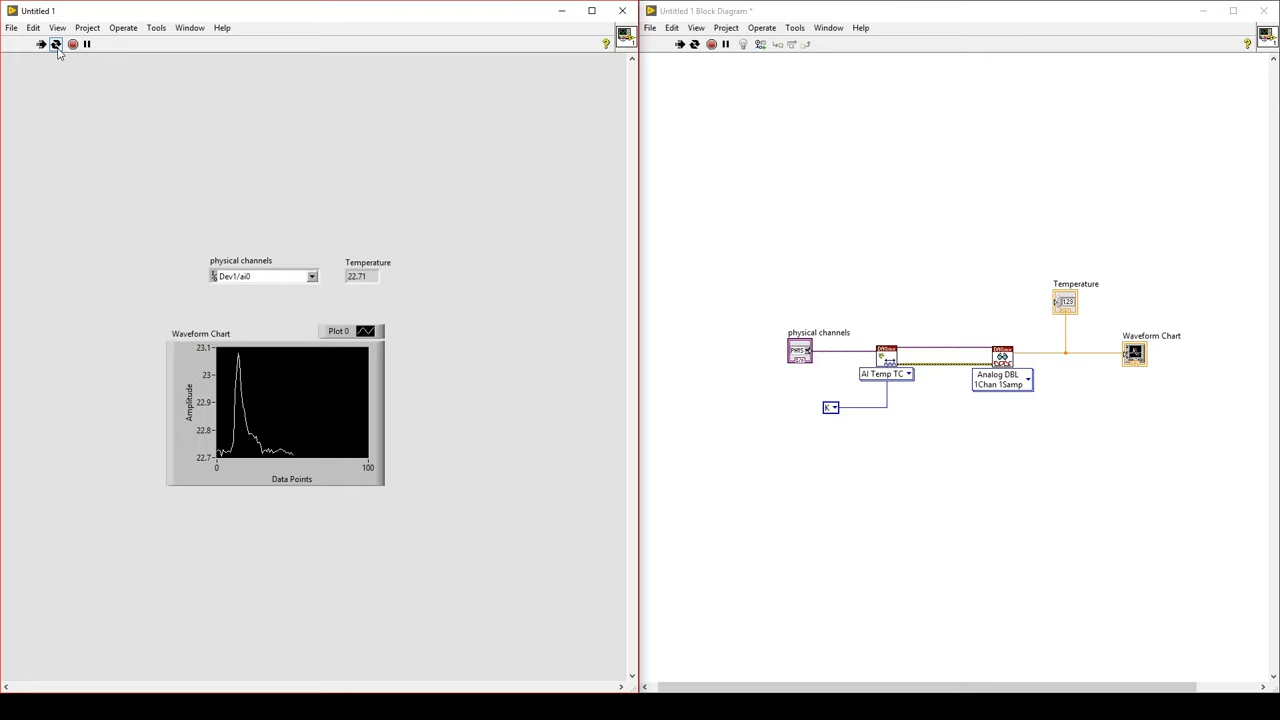 Untitled 1
File Edit View Project Operate Tools Window Help
physical channels
Dev1/ai0
Temperature
22.71
Waveform Chart
Plot 0
23.1
23
22.9
22.8
22.7
Amplitude
0
100
Data Points
Untitled 1 Block Diagram *
File Edit View Project Operate Tools Window Help
Temperature
123
physical channels
Waveform Chart
AI Temp TC
Analog DBL
1Chan 1Samp
K